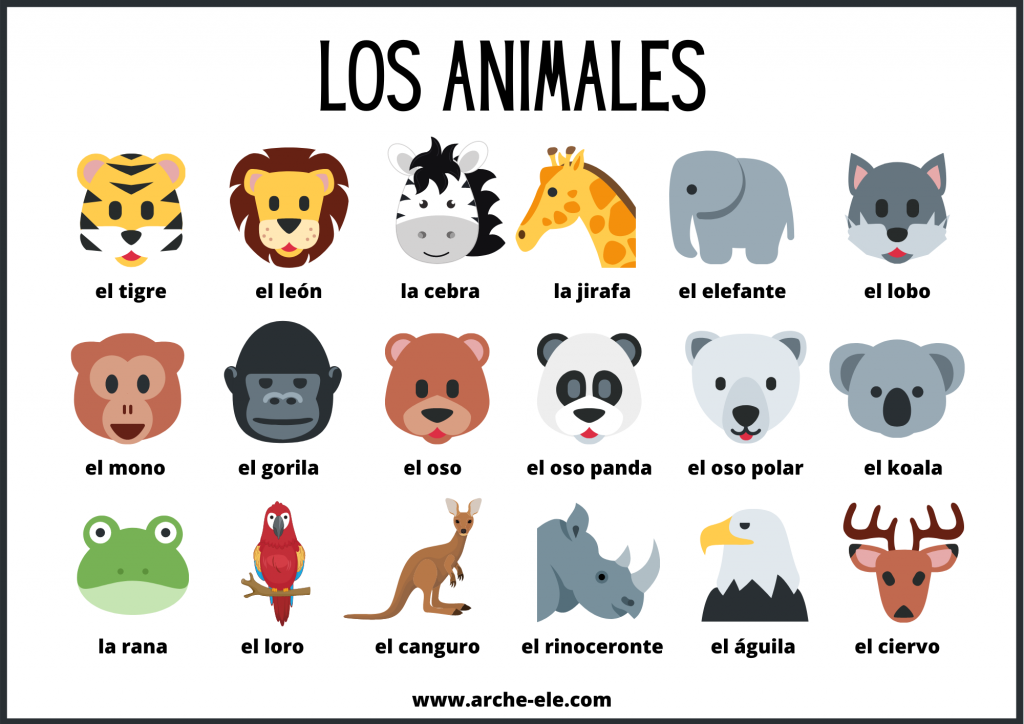 LOS ANIMALES
el tigre el león la cebra la jirafa el elefante el lobo
el mono el gorila el oso el oso panda el oso polar el koala
la rana el loro el canguro el rinoceronte el águila el ciervo
www.arche-ele.com